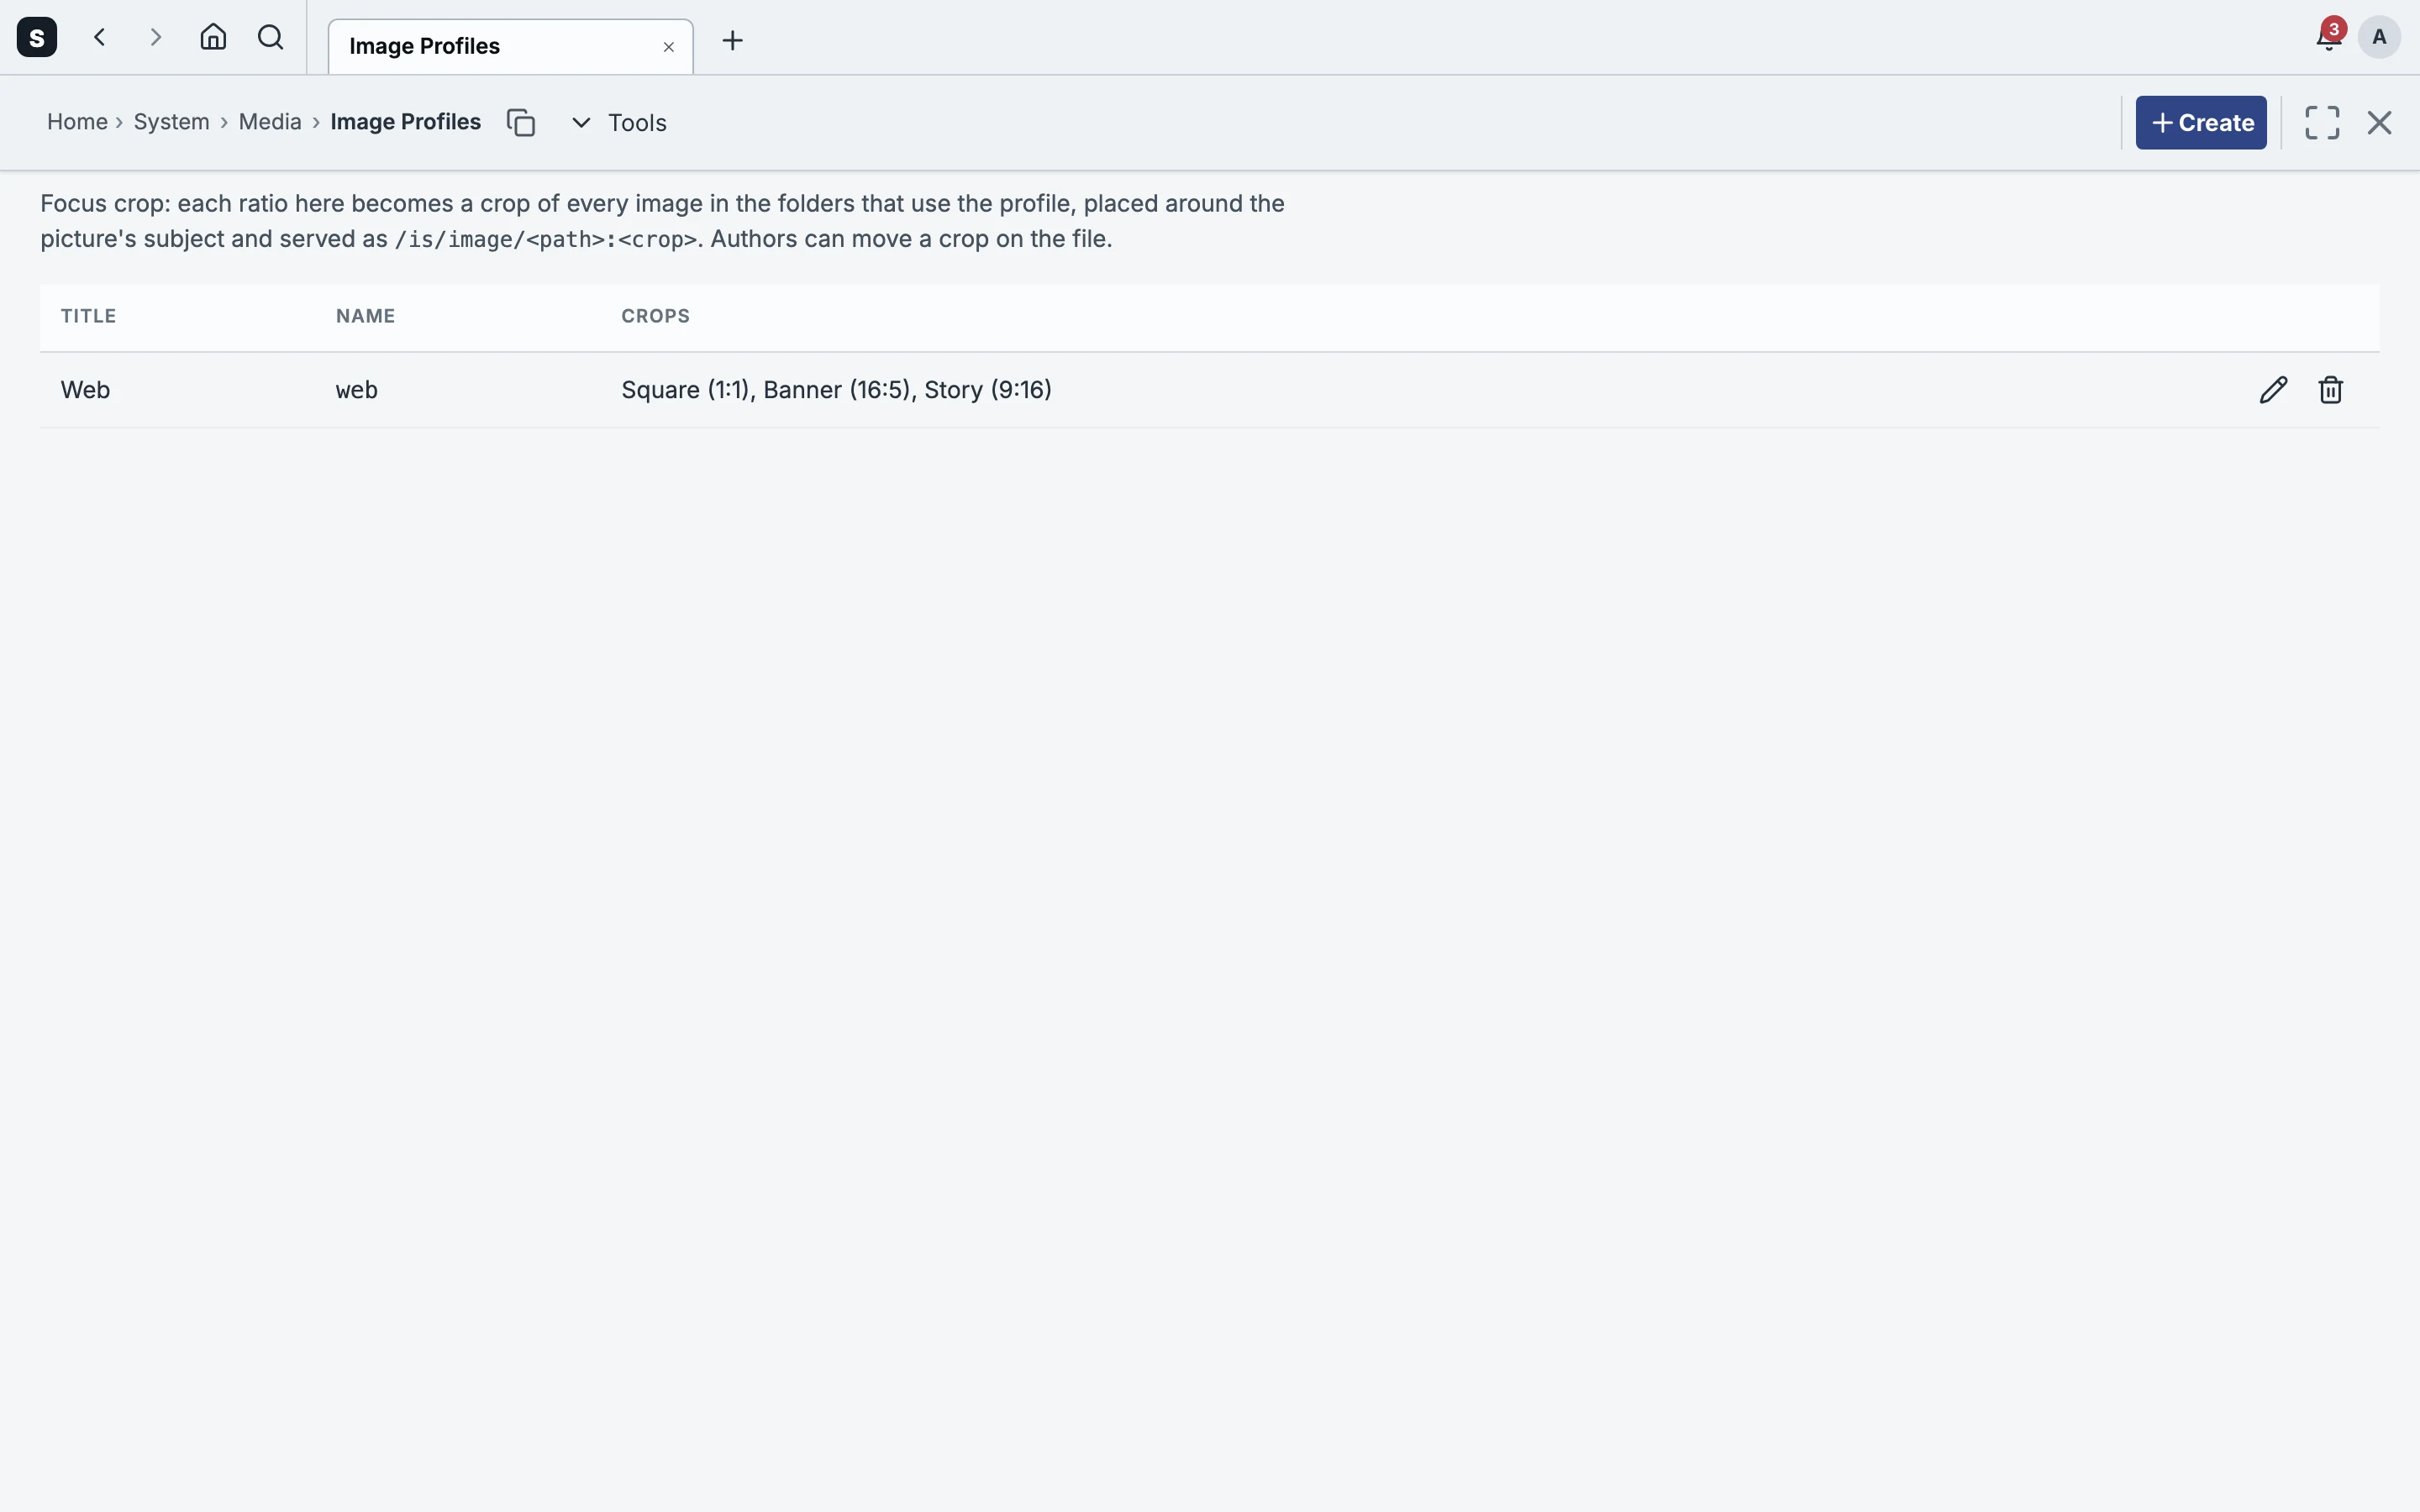 S
Image Profiles
3
A
Home › System › Media › Image Profiles
Tools
Create
Focus crop: each ratio here becomes a crop of every image in the folders that use the profile, placed around the
picture's subject and served as /is/image/<path>:<crop>. Authors can move a crop on the file.
TITLE NAME CROPS
Web web Square (1:1), Banner (16:5), Story (9:16)